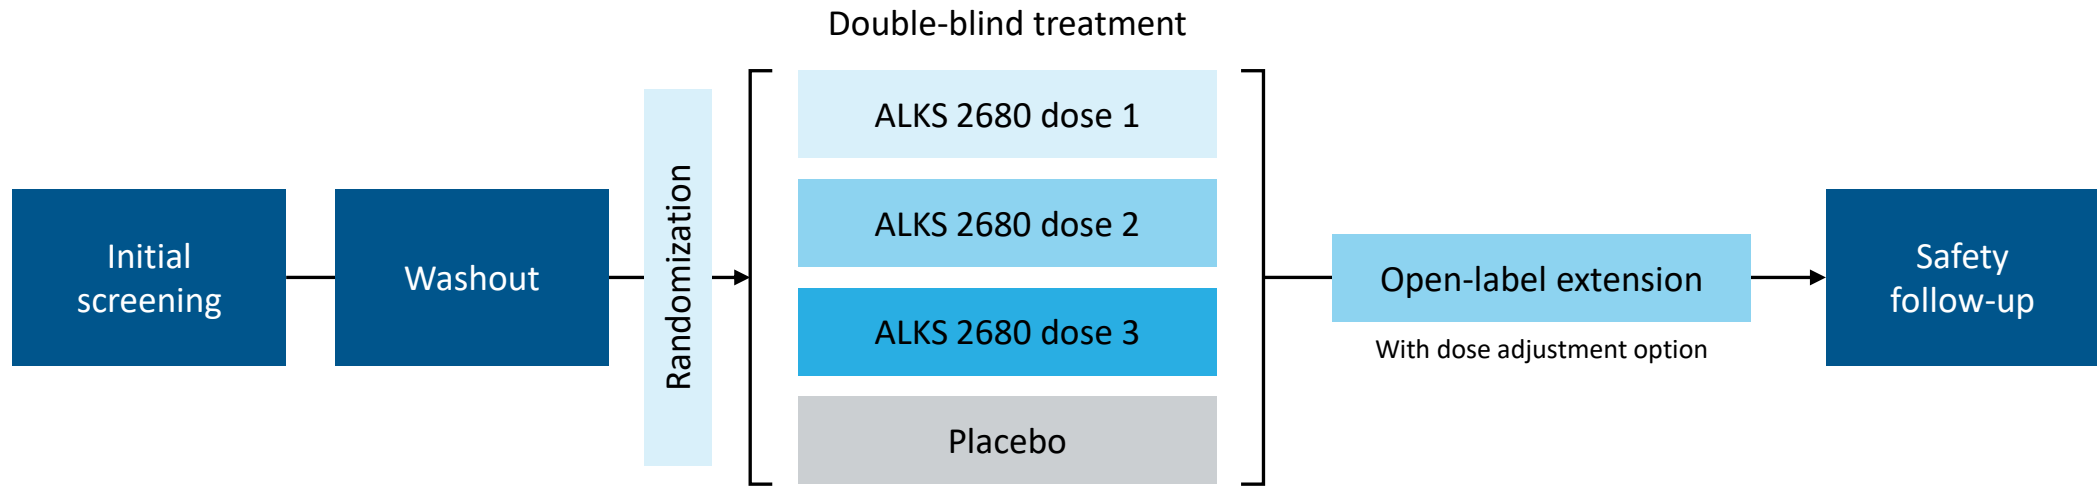 Double-blind treatment
Initial
screening
Washout
Randomization
ALKS 2680 dose 1
ALKS 2680 dose 2
ALKS 2680 dose 3
Placebo
Open-label extension
With dose adjustment option
Safety
follow-up